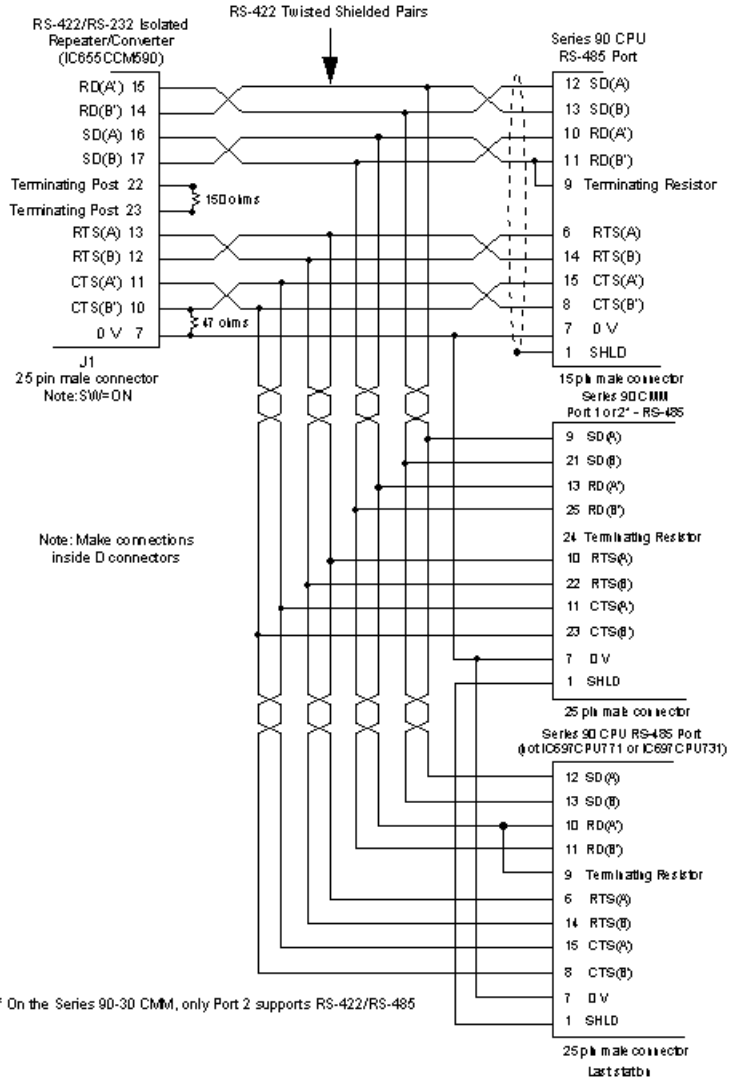 RS-422 Twisted Shielded Pairs
RS-422/RS-232 Isolated
Repeater/Converter
(IC655CCM590)
RD(A') 15
RD(B') 14
SD(A) 16
SD(B) 17
Terminating Post 22
150 ohms
Terminating Post 23
RTS(A) 13
RTS(B) 12
CTS(A') 11
CTS(B') 10
47 ohms
0 V 7
J1
25 pin male connector
Note: SW=ON
Series 90 CPU
RS-485 Port
12 SD(A)
13 SD(B)
10 RD(A')
11 RD(B')
9 Terminating Resistor
6 RTS(A)
14 RTS(B)
15 CTS(A')
8 CTS(B')
7 0 V
1 SHLD
15 pin male connector
Series 90 CMM
Port 1 or 2* - RS-485
9 SD(A)
21 SD(B)
13 RD(A')
25 RD(B')
24 Terminating Resistor
10 RTS(A)
22 RTS(B)
11 CTS(A')
23 CTS(B')
7 0 V
1 SHLD
25 pin male connector
Note: Make connections
inside D connectors
Series 90 CPU RS-485 Port
(not IC697CPU771 or IC697CPU731)
12 SD(A)
13 SD(B)
10 RD(A')
11 RD(B')
9 Terminating Resistor
6 RTS(A)
14 RTS(B)
15 CTS(A)
8 CTS(B')
7 0 V
1 SHLD
25 pin male connector
Last station
* On the Series 90-30 CMM, only Port 2 supports RS-422/RS-485